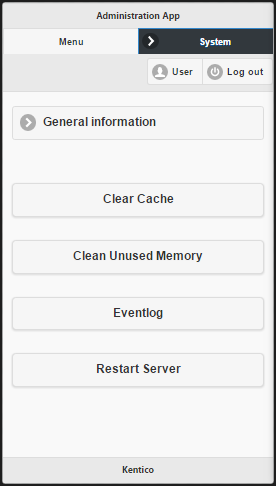 Administration App
Menu
System
User
Log out
General information
Clear Cache
Clean Unused Memory
Eventlog
Restart Server
Kentico